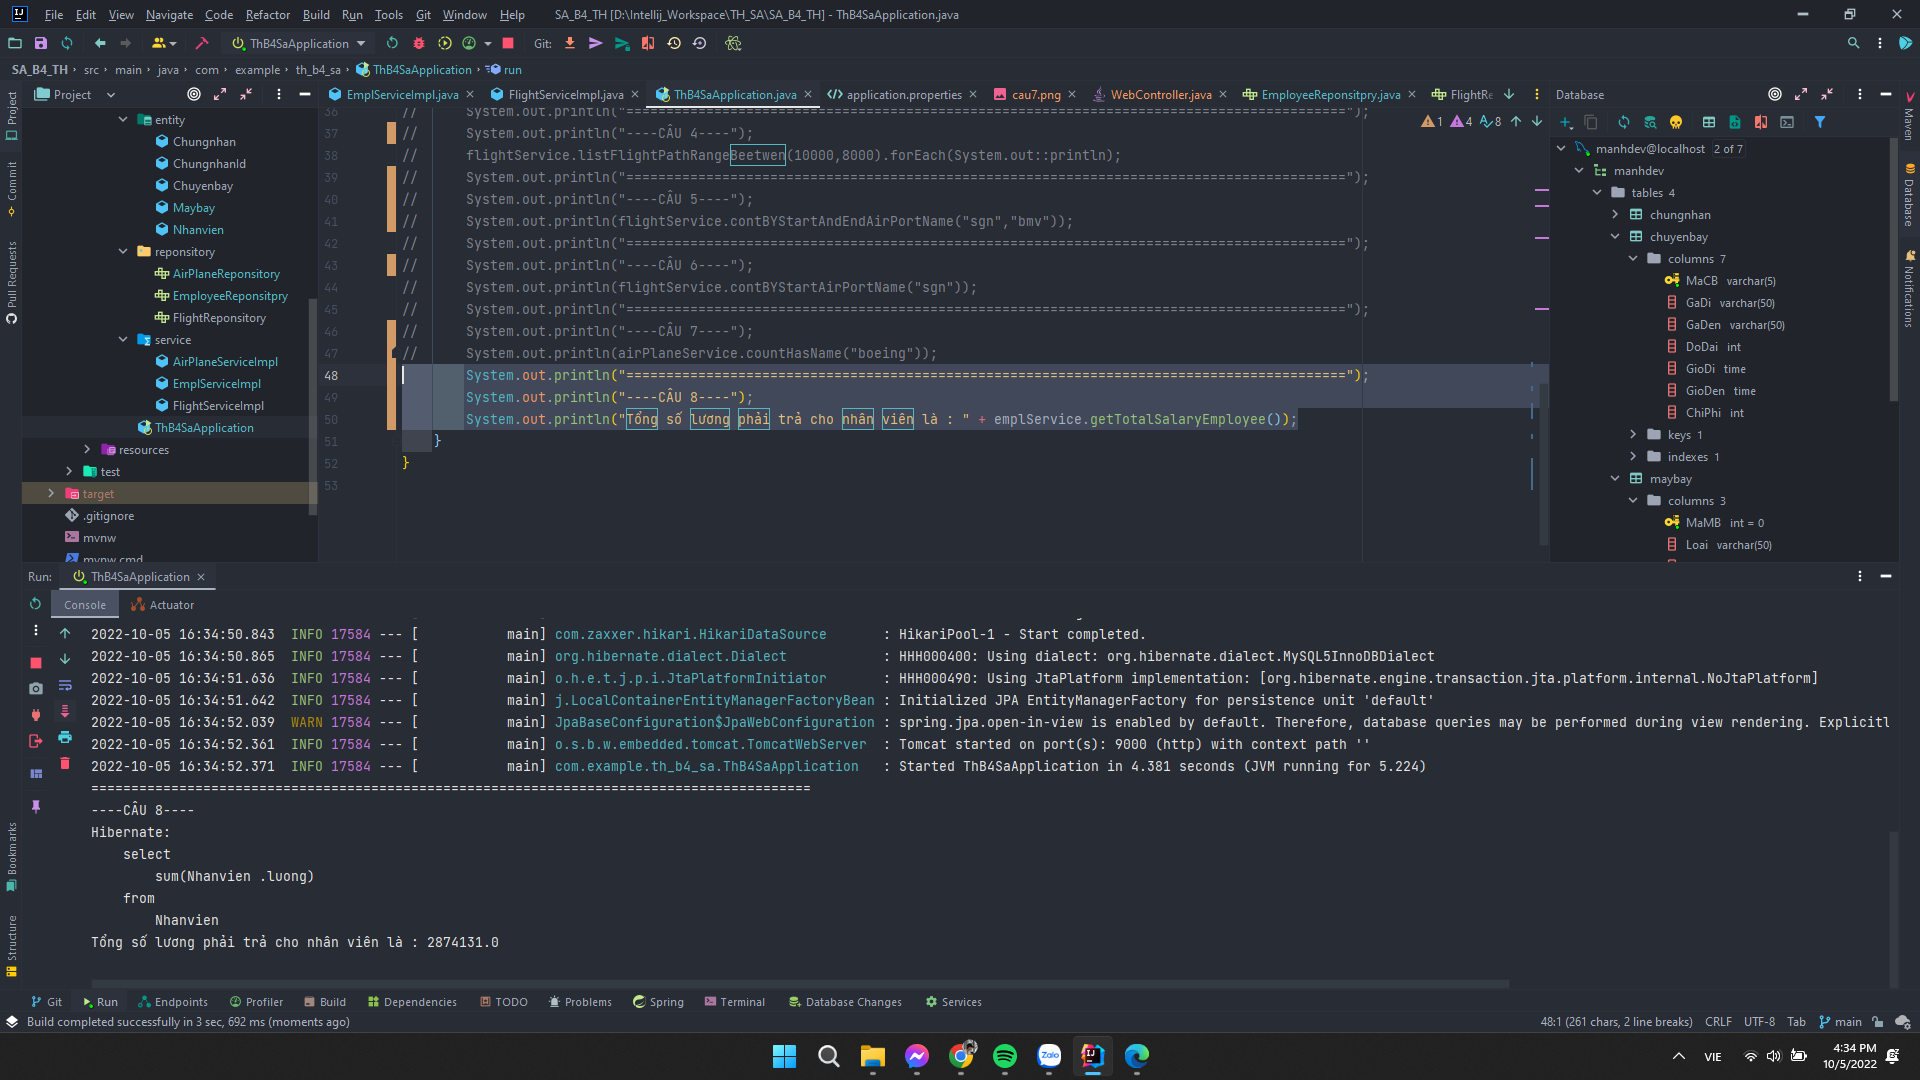 File Edit View Navigate Code Refactor Build Run Tools Git Window Help SA_B4_TH [D:\Intellij_Workspace\TH_SA\SA_B4_TH] - ThB4SaApplication.java
ThB4SaApplication Git:
SA_B4_TH › src › main › java › com › example › th_b4_sa › ThB4SaApplication › run
Project
EmplServiceImpl.java FlightServiceImpl.java ThB4SaApplication.java application.properties cau7.png WebController.java EmployeeReponsitpry.java FlightRe
Database
entity
Chungnhan
ChungnhanId
Chuyenbay
Maybay
Nhanvien
reponsitory
AirPlaneReponsitory
EmployeeReponsitpry
FlightReponsitory
service
AirPlaneServiceImpl
EmplServiceImpl
FlightServiceImpl
ThB4SaApplication
resources
test
target
.gitignore
mvnw
mvnw.cmd
1 4 8
36 // System.out.println("==========================================================================================");
37 // System.out.println("----CÂU 4----");
38 // flightService.listFlightPathRangeBeetwen(10000,8000).forEach(System.out::println);
39 // System.out.println("==========================================================================================");
40 // System.out.println("----CÂU 5----");
41 // System.out.println(flightService.contBYStartAndEndAirPortName("sgn","bmv"));
42 // System.out.println("==========================================================================================");
43 // System.out.println("----CÂU 6----");
44 // System.out.println(flightService.contBYStartAirPortName("sgn"));
45 // System.out.println("==========================================================================================");
46 // System.out.println("----CÂU 7----");
47 // System.out.println(airPlaneService.countHasName("boeing"));
48 System.out.println("==========================================================================================");
49 System.out.println("----CÂU 8----");
50 System.out.println("Tổng số lương phải trả cho nhân viên là : " + emplService.getTotalSalaryEmployee());
51 }
52 }
53
manhdev@localhost 2 of 7
manhdev
tables 4
chungnhan
chuyenbay
columns 7
MaCB varchar(5)
GaDi varchar(50)
GaDen varchar(50)
DoDai int
GioDi time
GioDen time
ChiPhi int
keys 1
indexes 1
maybay
columns 3
MaMB int = 0
Loai varchar(50)
Project
Commit
Pull Requests
Bookmarks
Structure
Maven
Database
Notifications
Run: ThB4SaApplication
Console Actuator
2022-10-05 16:34:50.843 INFO 17584 --- [ main] com.zaxxer.hikari.HikariDataSource : HikariPool-1 - Start completed.
2022-10-05 16:34:50.865 INFO 17584 --- [ main] org.hibernate.dialect.Dialect : HHH000400: Using dialect: org.hibernate.dialect.MySQL5InnoDBDialect
2022-10-05 16:34:51.636 INFO 17584 --- [ main] o.h.e.t.j.p.i.JtaPlatformInitiator : HHH000490: Using JtaPlatform implementation: [org.hibernate.engine.transaction.jta.platform.internal.NoJtaPlatform]
2022-10-05 16:34:51.642 INFO 17584 --- [ main] j.LocalContainerEntityManagerFactoryBean : Initialized JPA EntityManagerFactory for persistence unit 'default'
2022-10-05 16:34:52.039 WARN 17584 --- [ main] JpaBaseConfiguration$JpaWebConfiguration : spring.jpa.open-in-view is enabled by default. Therefore, database queries may be performed during view rendering. Explicitl
2022-10-05 16:34:52.361 INFO 17584 --- [ main] o.s.b.w.embedded.tomcat.TomcatWebServer : Tomcat started on port(s): 9000 (http) with context path ''
2022-10-05 16:34:52.371 INFO 17584 --- [ main] com.example.th_b4_sa.ThB4SaApplication : Started ThB4SaApplication in 4.381 seconds (JVM running for 5.224)
==========================================================================================
----CÂU 8----
Hibernate:
select
sum(Nhanvien .luong)
from
Nhanvien
Tổng số lương phải trả cho nhân viên là : 2874131.0
Git Run Endpoints Profiler Build Dependencies TODO Problems Spring Terminal Database Changes Services
Build completed successfully in 3 sec, 692 ms (moments ago) 48:1 (261 chars, 2 line breaks) CRLF UTF-8 Tab main
Zalo
VIE 4:34 PM
10/5/2022